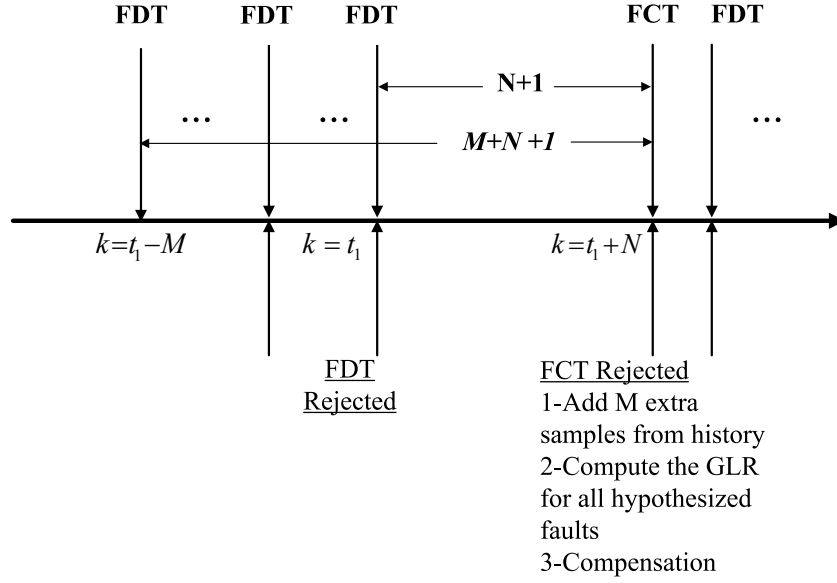 FDT FDT FDT FCT FDT
N+1
... ... ...
M+N+1
k=t₁−M k = t₁ k=t₁+N
FDT
Rejected
FCT Rejected
1-Add M extra
samples from history
2-Compute the GLR
for all hypothesized
faults
3-Compensation